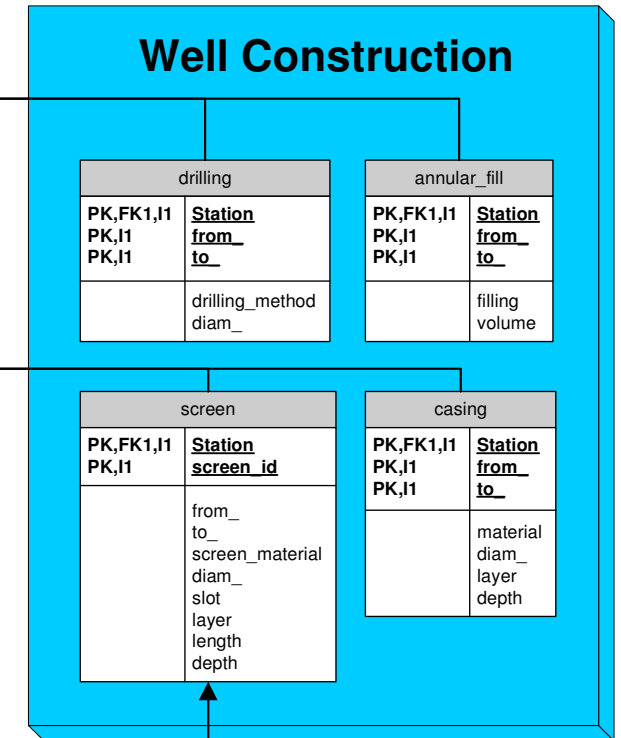 Well Construction
drilling
PK,FK1,I1 Station
PK,I1 from_
PK,I1 to_
drilling_method
diam_
annular_fill
PK,FK1,I1 Station
PK,I1 from_
PK,I1 to_
filling
volume
screen
PK,FK1,I1 Station
PK,I1 screen_id
from_
to_
screen_material
diam_
slot
layer
length
depth
casing
PK,FK1,I1 Station
PK,I1 from_
PK,I1 to_
material
diam_
layer
depth